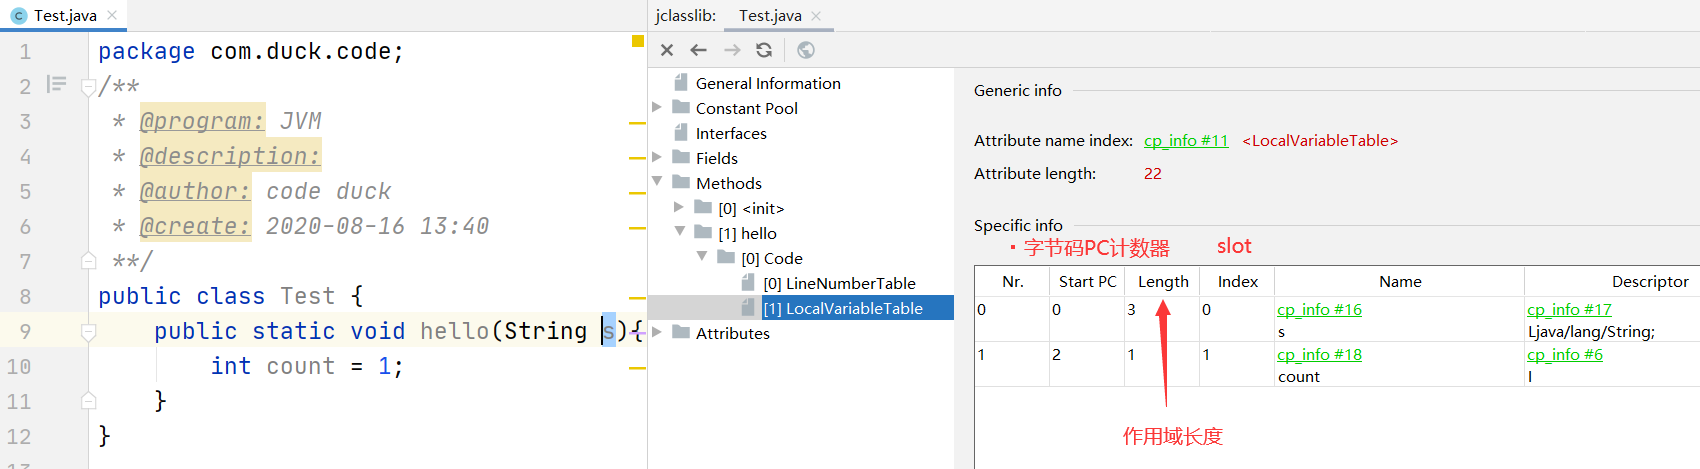 Test.java
1 package com.duck.code;
2 /**
3 * @program: JVM
4 * @description:
5 * @author: code duck
6 * @create: 2020-08-16 13:40
7 **/
8 public class Test {
9 public static void hello(String s){
10 int count = 1;
11 }
12 }
jclasslib: Test.java
General Information
Constant Pool
Interfaces
Fields
Methods
[0] <init>
[1] hello
[0] Code
[0] LineNumberTable
[1] LocalVariableTable
Attributes
Generic info
Attribute name index: cp_info #11 <LocalVariableTable>
Attribute length: 22
Specific info
·字节码PC计数器 slot
Nr. Start PC Length Index Name Descriptor
0 0 3 0 cp_info #16 cp_info #17
s Ljava/lang/String;
1 2 1 1 cp_info #18 cp_info #6
count I
作用域长度